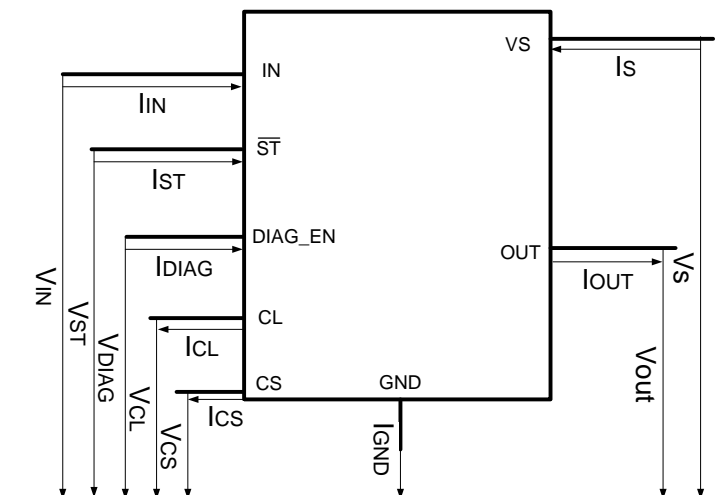 VS
IS
IN
IIN
S̅T̅
IST
DIAG_EN
IDIAG
OUT
IOUT
CL
ICL
CS
ICS
GND
IGND
VIN
VST
VDIAG
VCL
VCS
Vout
VS